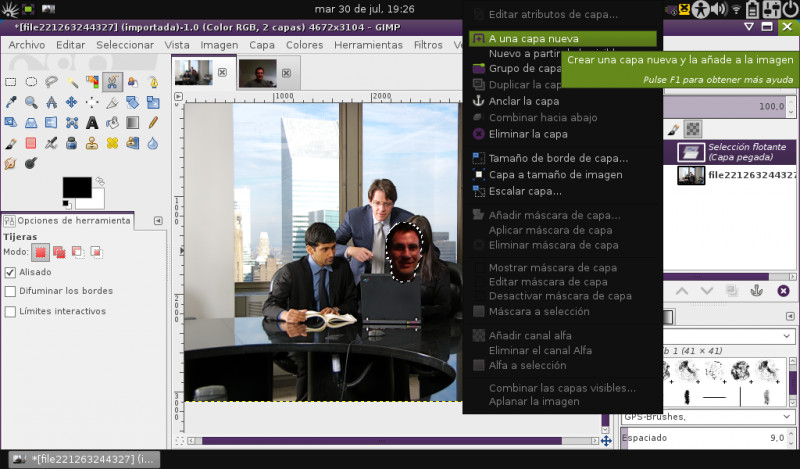 mar 30 de jul, 19:26
*[file221263244327] (importada)-1.0 (Color RGB, 2 capas) 4672x3104 – GIMP
Archivo Editar Seleccionar Vista Imagen Capa Colores Herramientas Filtros
Editar atributos de capa...
A una capa nueva
Nuevo a partir
Crear una capa nueva y la añade a la imagen
Pulse F1 para obtener más ayuda
Grupo de capa
Duplicar la cap
Anclar la capa
Combinar hacia abajo
Eliminar la capa
Tamaño de borde de capa...
Capa a tamaño de imagen
Escalar capa...
Añadir máscara de capa...
Aplicar máscara de capa
Eliminar máscara de capa
Mostrar máscara de capa
Editar máscara de capa
Desactivar máscara de capa
Máscara a selección
Añadir canal alfa
Eliminar el canal Alfa
Alfa a selección
Combinar las capas visibles...
Aplanar la imagen
1000
2000
1000
2000
3000
Opciones de herramienta
Tijeras
Modo:
Alisado
Difuminar los bordes
Límites interactivos
100,0
Selección flotante
(Capa pegada)
file221263244
1 (41 × 41)
GPS-Brushes,
Espaciado 9,0
*[file221263244327] (i...